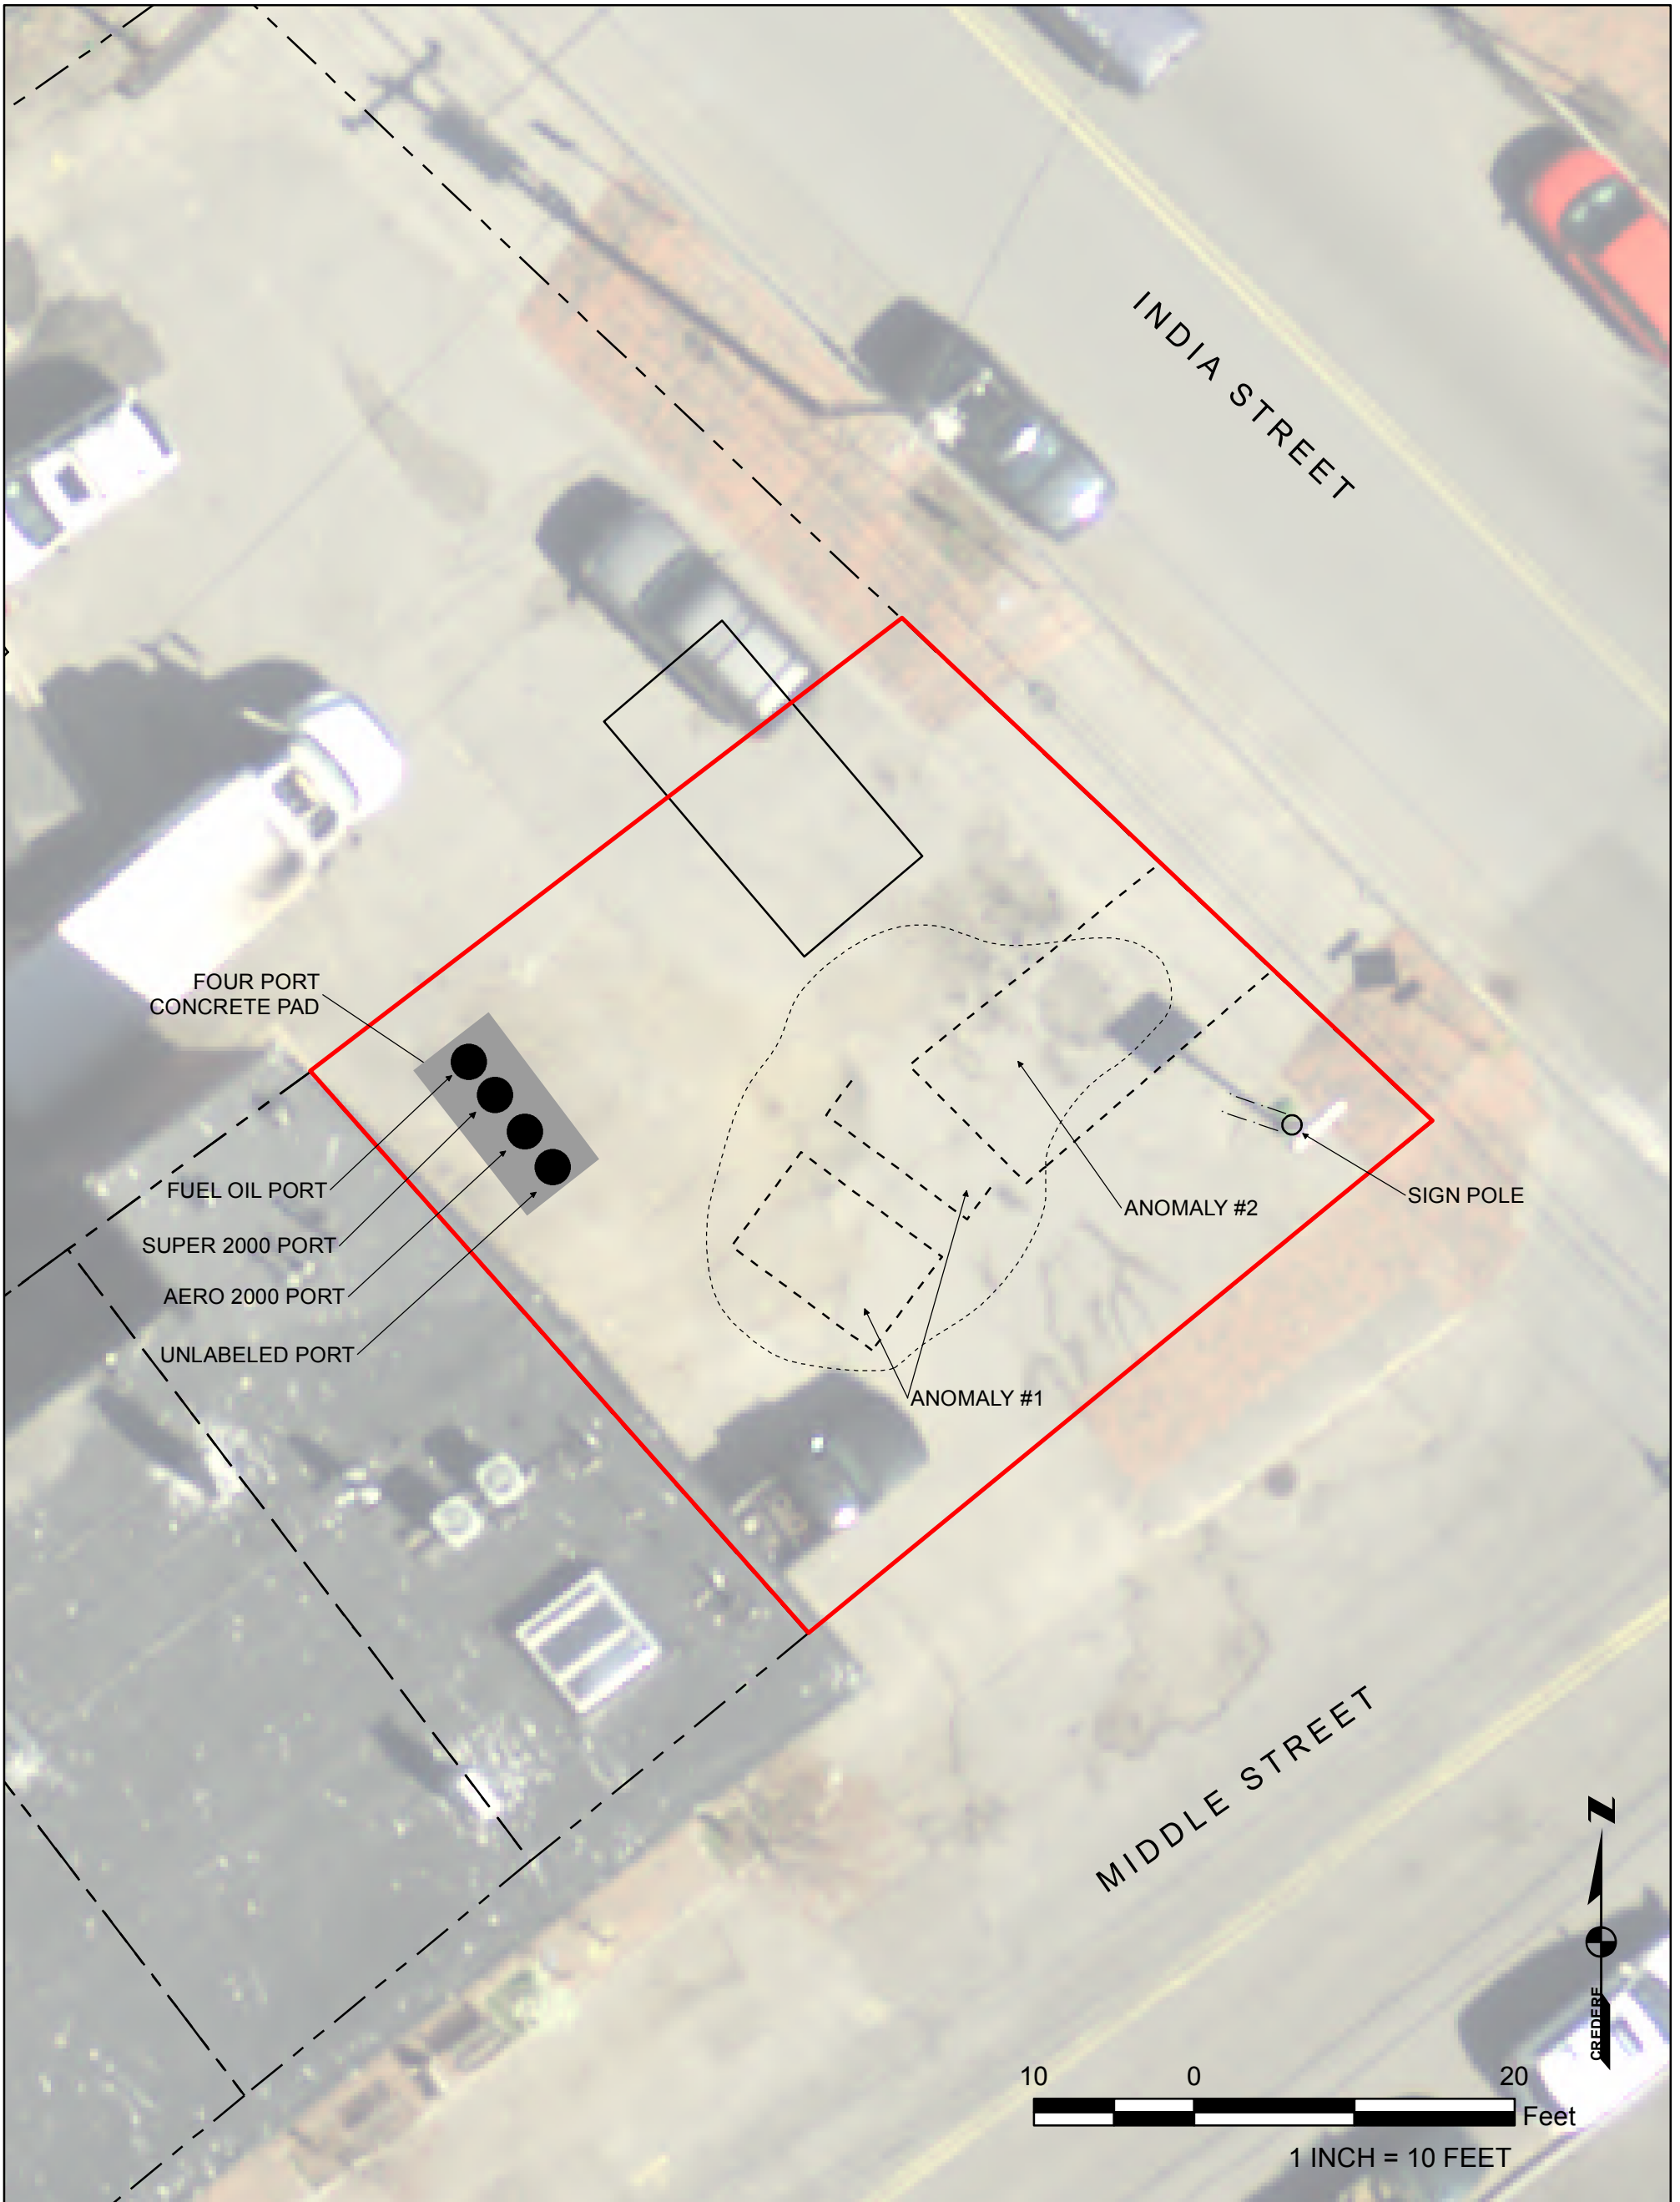 INDIA STREET
FOUR PORT
CONCRETE PAD
FUEL OIL PORT
SUPER 2000 PORT
AERO 2000 PORT
UNLABELED PORT
ANOMALY #2
SIGN POLE
ANOMALY #1
MIDDLE STREET
N
CREDERE
10 0 20
Feet
1 INCH = 10 FEET